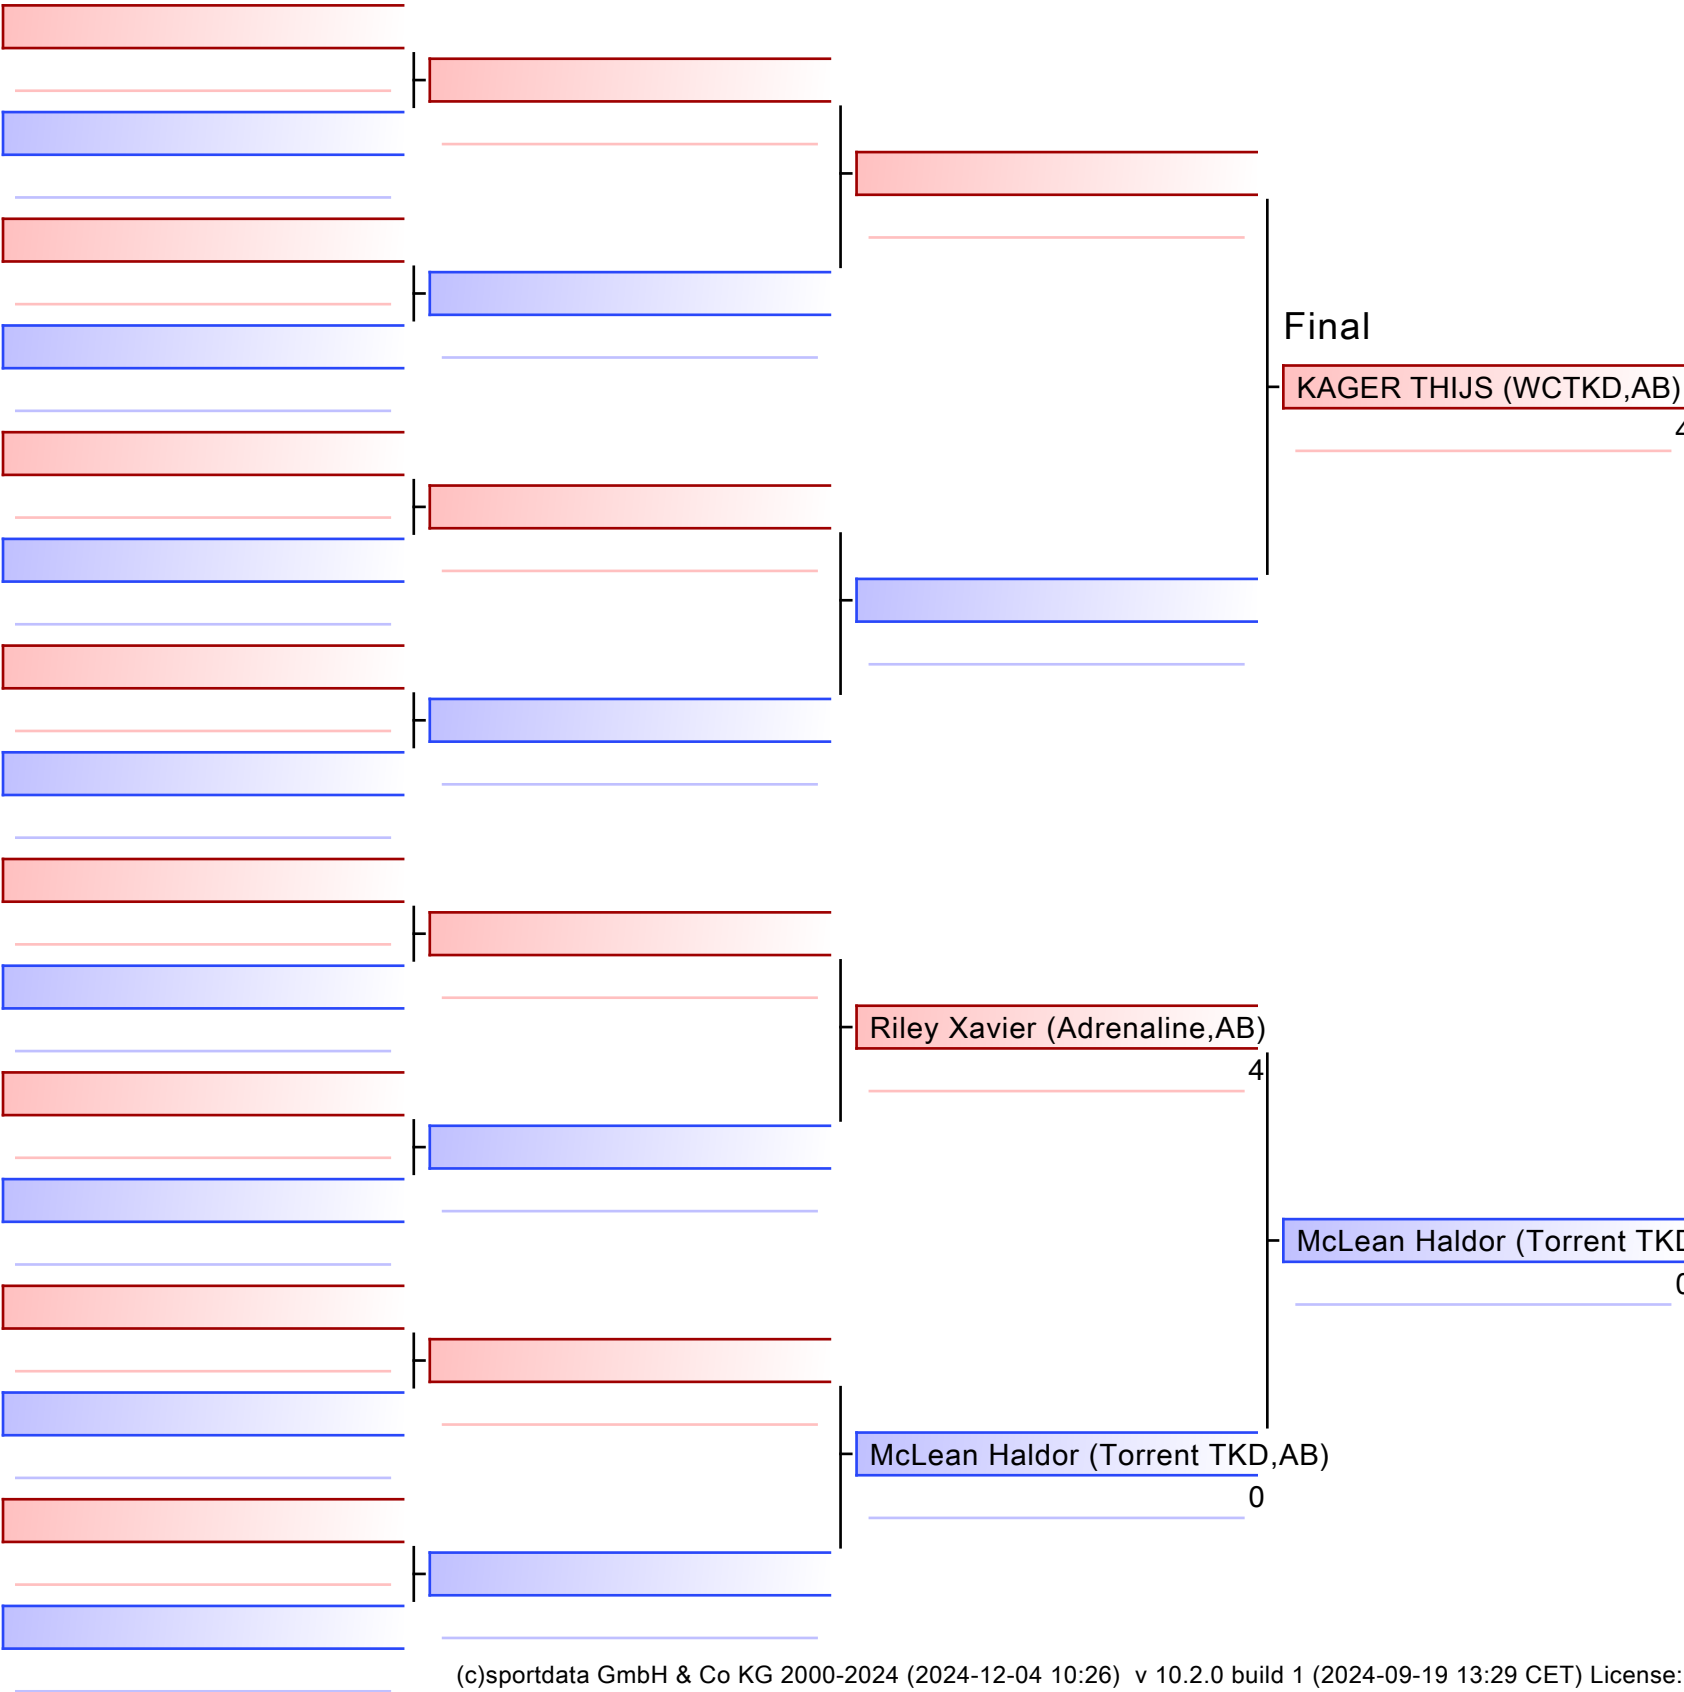 Final
KAGER THIJS (WCTKD,AB)
4
Riley Xavier (Adrenaline,AB)
4
McLean Haldor (Torrent TKD
0
McLean Haldor (Torrent TKD,AB)
0
(c)sportdata GmbH & Co KG 2000-2024 (2024-12-04 10:26) v 10.2.0 build 1 (2024-09-19 13:29 CET) License: